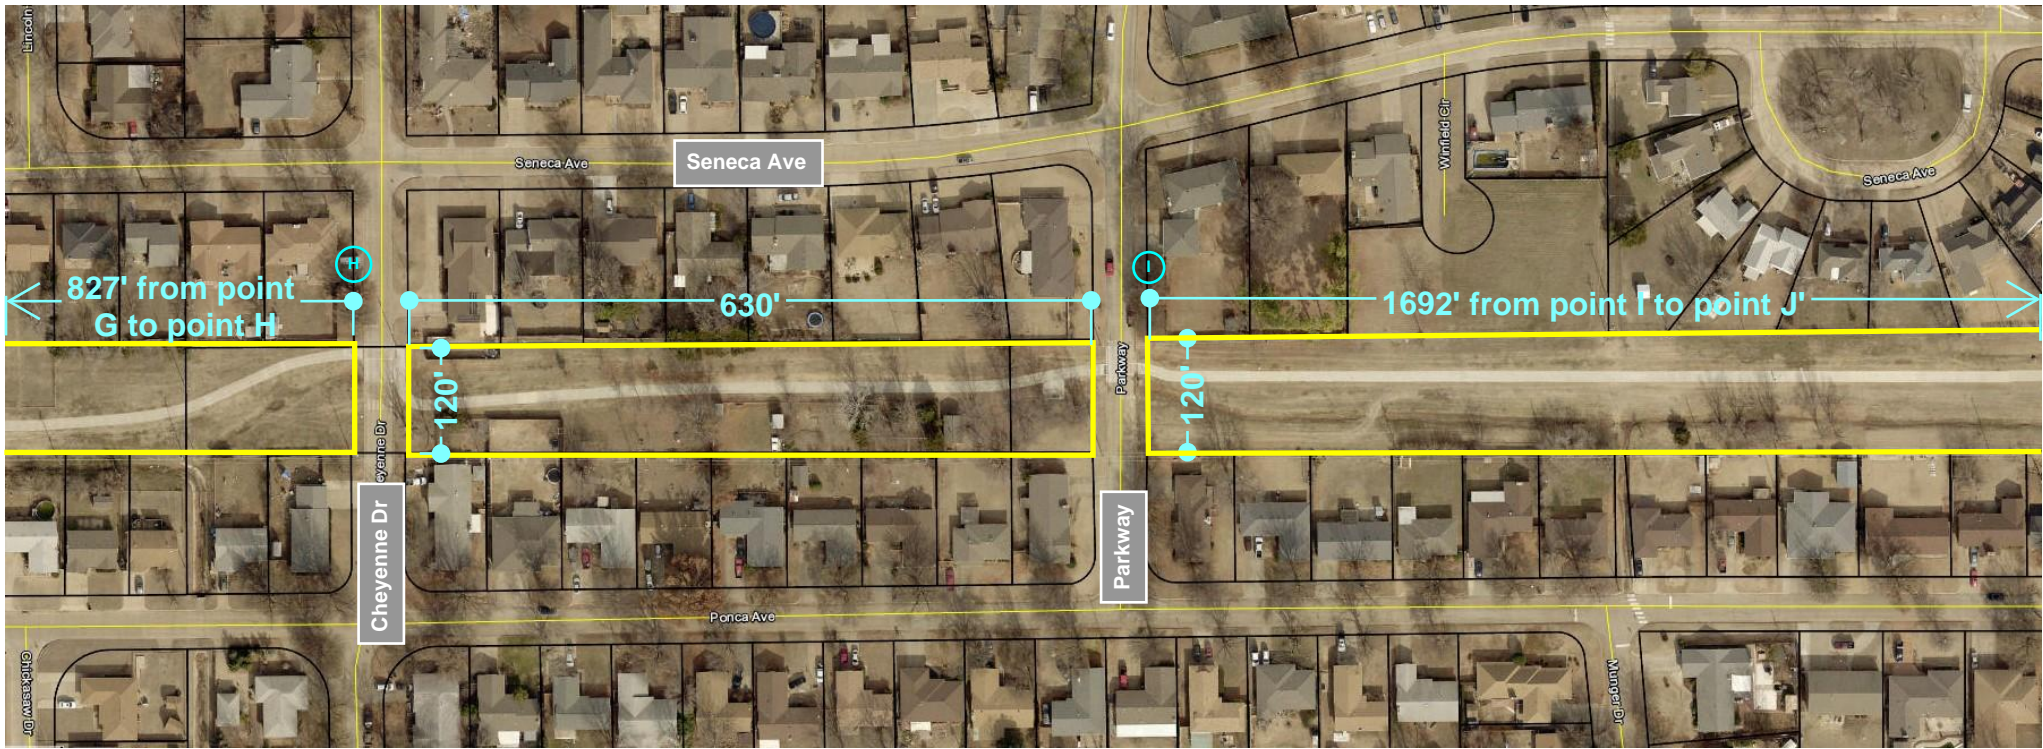 Lincoln
Seneca Ave
Seneca Ave
Winfield Cir
Seneca Ave
H
I
827' from point
G to point H
630'
1692' from point I to point J'
120'
Parkway
120'
eyenne Dr
Cheyenne Dr
Parkway
Ponca Ave
Chickasaw Dr
Munger Dr